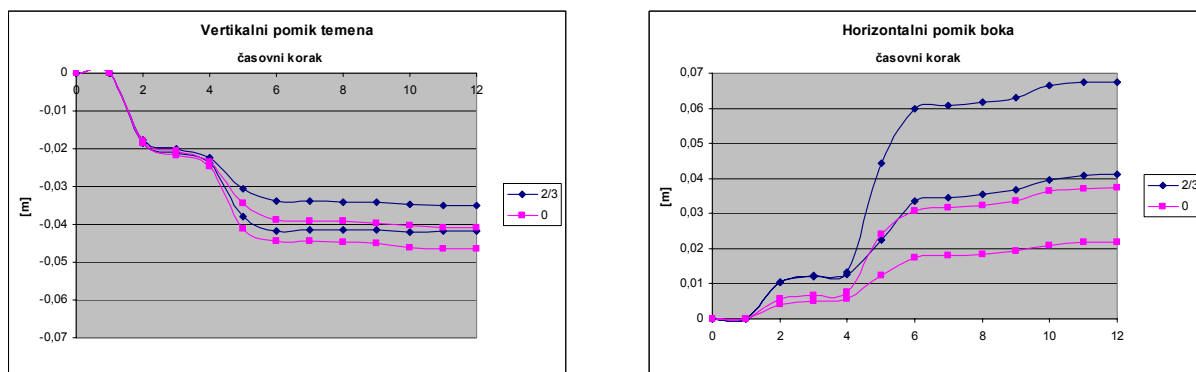 Vertikalni pomik temena
časovni korak
0
-0,01
-0,02
-0,03
-0,04
-0,05
-0,06
-0,07
0 2 4 6 8 10 12
[m]
2/3
0
Horizontalni pomik boka
časovni korak
0,07
0,06
0,05
0,04
0,03
0,02
0,01
0
0 2 4 6 8 10 12
[m]
2/3
0